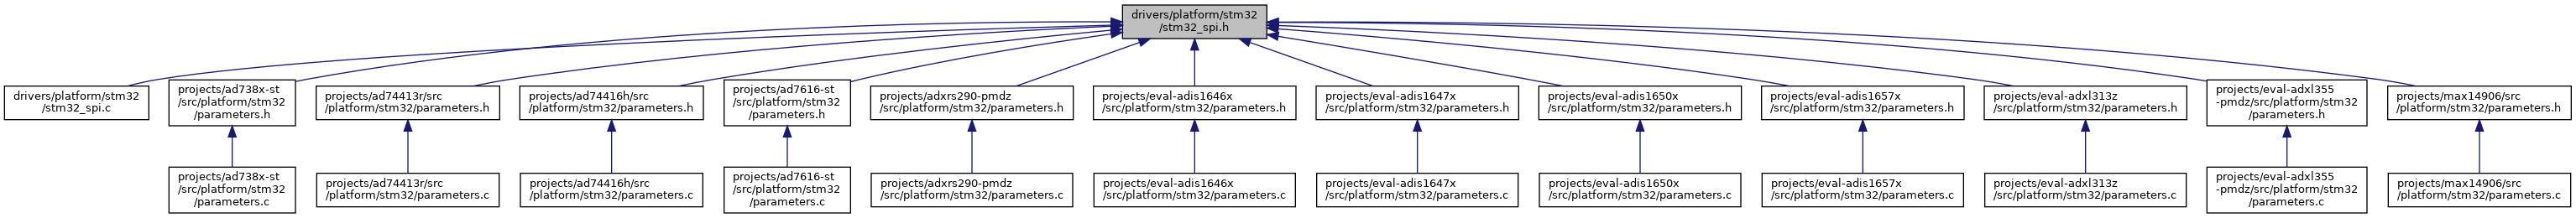 drivers/platform/stm32
/stm32_spi.h
drivers/platform/stm32
/stm32_spi.c
projects/ad738x-st
/src/platform/stm32
/parameters.h
projects/ad74413r/src
/platform/stm32/parameters.h
projects/ad74416h/src
/platform/stm32/parameters.h
projects/ad7616-st
/src/platform/stm32
/parameters.h
projects/adxrs290-pmdz
/src/platform/stm32/parameters.h
projects/eval-adis1646x
/src/platform/stm32/parameters.h
projects/eval-adis1647x
/src/platform/stm32/parameters.h
projects/eval-adis1650x
/src/platform/stm32/parameters.h
projects/eval-adis1657x
/src/platform/stm32/parameters.h
projects/eval-adxl313z
/src/platform/stm32/parameters.h
projects/eval-adxl355
-pmdz/src/platform/stm32
/parameters.h
projects/max14906/src
/platform/stm32/parameters.h
projects/ad738x-st
/src/platform/stm32
/parameters.c
projects/ad74413r/src
/platform/stm32/parameters.c
projects/ad74416h/src
/platform/stm32/parameters.c
projects/ad7616-st
/src/platform/stm32
/parameters.c
projects/adxrs290-pmdz
/src/platform/stm32/parameters.c
projects/eval-adis1646x
/src/platform/stm32/parameters.c
projects/eval-adis1647x
/src/platform/stm32/parameters.c
projects/eval-adis1650x
/src/platform/stm32/parameters.c
projects/eval-adis1657x
/src/platform/stm32/parameters.c
projects/eval-adxl313z
/src/platform/stm32/parameters.c
projects/eval-adxl355
-pmdz/src/platform/stm32
/parameters.c
projects/max14906/src
/platform/stm32/parameters.c